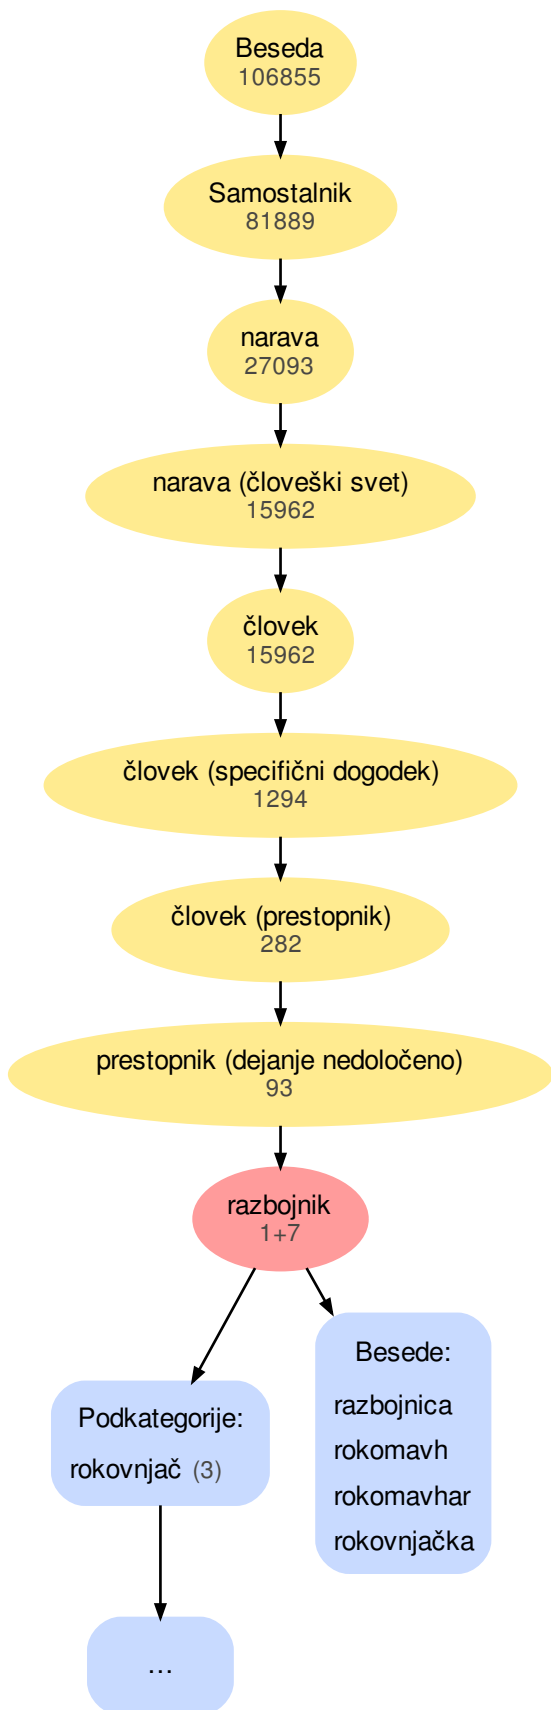 Beseda
106855
Samostalnik
81889
narava
27093
narava (človeški svet)
15962
človek
15962
človek (specifični dogodek)
1294
človek (prestopnik)
282
prestopnik (dejanje nedoločeno)
93
razbojnik
1+7
Podkategorije:
rokovnjač (3)
...
Besede:
razbojnica
rokomavh
rokomavhar
rokovnjačka